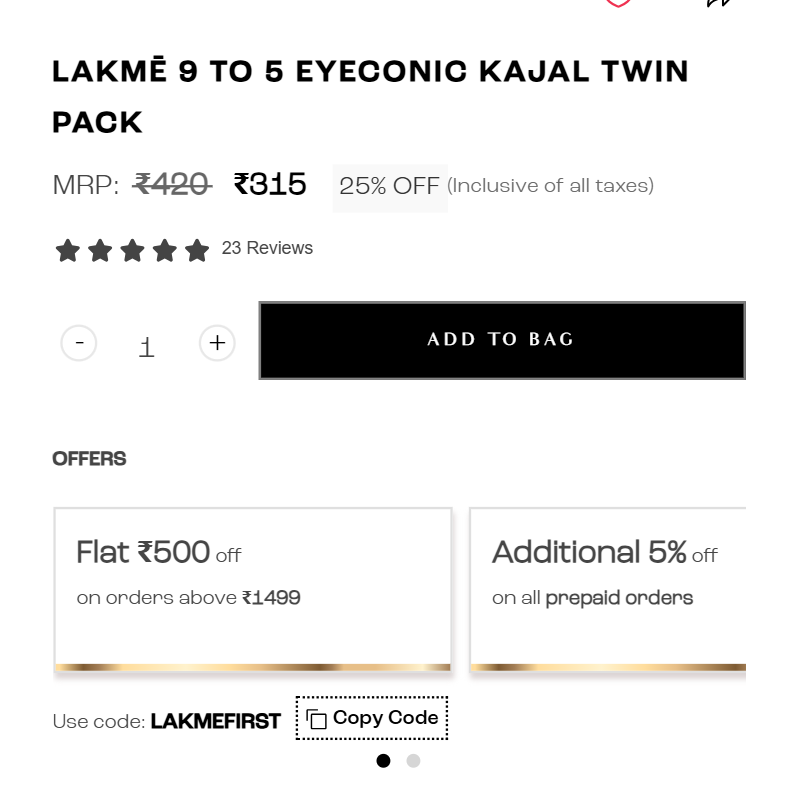 LAKMĒ 9 TO 5 EYECONIC KAJAL TWIN
PACK
MRP: ₹420 ₹315 25% OFF (Inclusive of all taxes)
23 Reviews
- 1 + ADD TO BAG
OFFERS
Flat ₹500 off
on orders above ₹1499
Additional 5% off
on all prepaid orders
Use code: LAKMEFIRST Copy Code